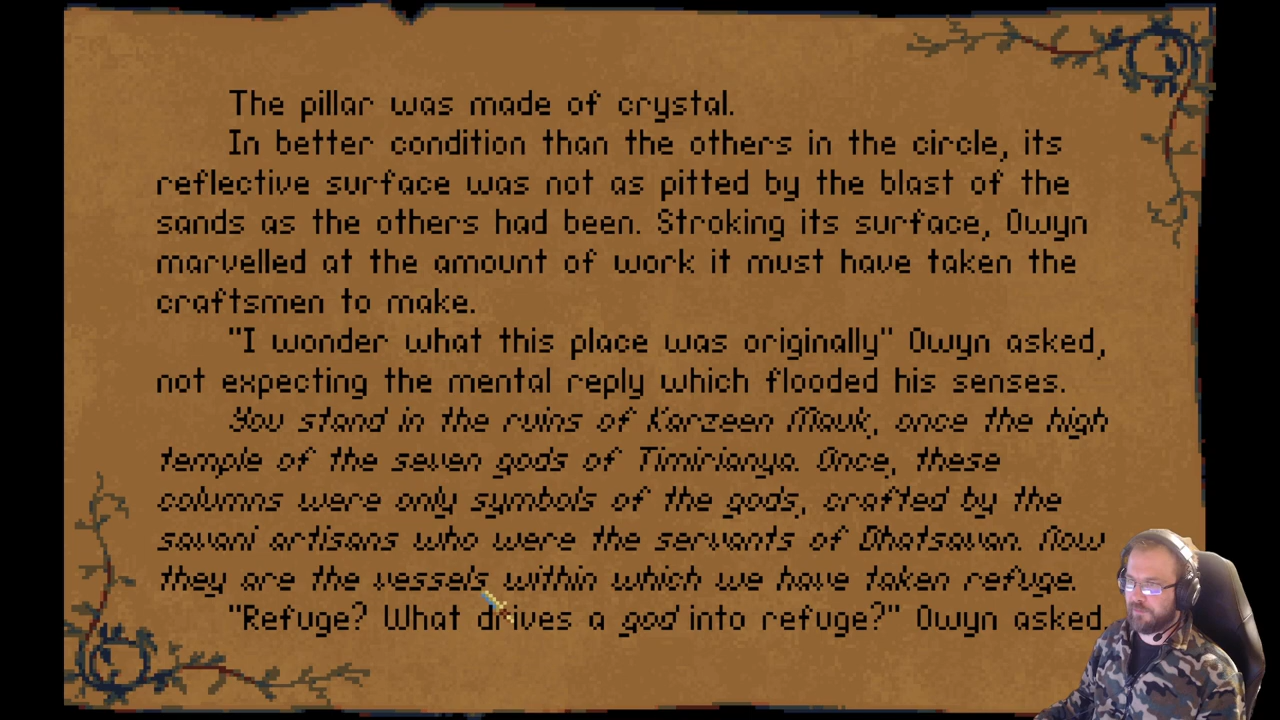 The pillar was made of crystal.
In better condition than the others in the circle, its
reflective surface was not as pitted by the blast of the
sands as the others had been. Stroking its surface, Owyn
marvelled at the amount of work it must have taken the
craftsmen to make.
"I wonder what this place was originally" Owyn asked,
not expecting the mental reply which flooded his senses.
You stand in the ruins of Karzeen Mauk, once the high
temple of the seven gods of Timirianya. Once, these
columns were only symbols of the gods, crafted by the
savani artisans who were the servants of Dhatsavan. Now
they are the vessels within which we have taken refuge.
"Refuge? What drives a god into refuge?" Owyn asked.